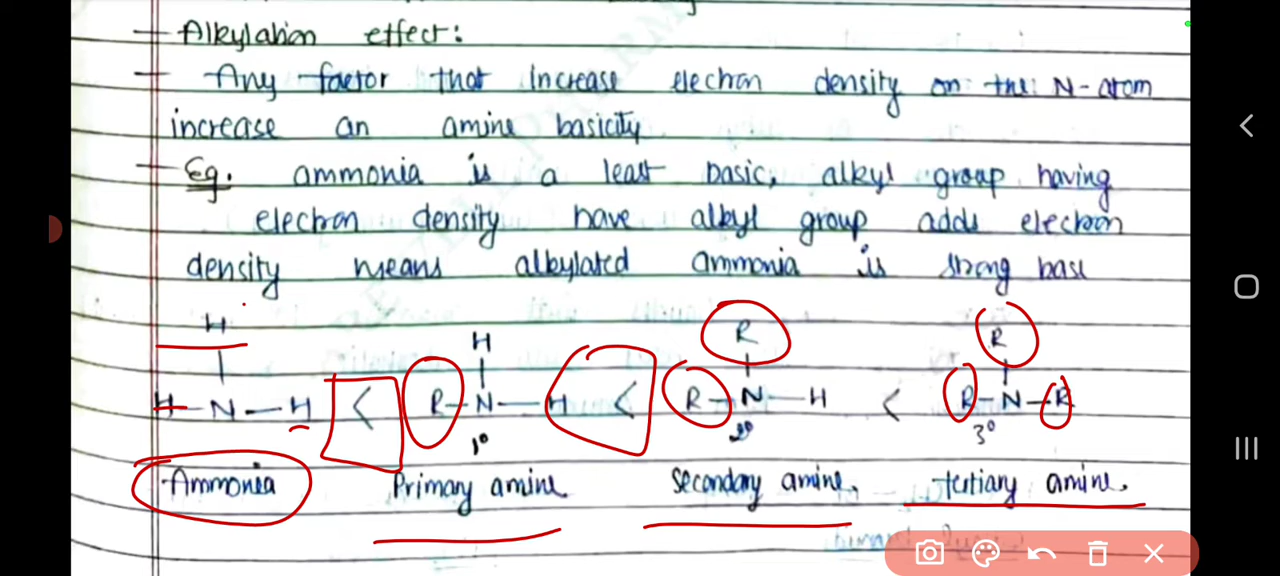 Alkylation effect:
Any factor that increase electron density on the N-atom
increase an amine basicity
Eg. ammonia is a least basic, alkyl group having
electron density have alkyl group adds electron
density means alkylated ammonia is strong base
H H R R
H-N-H < R-N-H < R-N-H < R-N-R
1° 2° 3°
Ammonia Primary amine Secondary amine. tertiary amine.